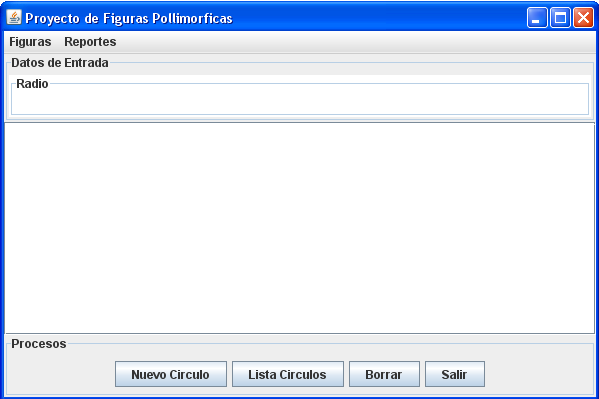 Proyecto de Figuras Pollimorficas
Figuras Reportes
Datos de Entrada
Radio
Procesos
Nuevo Circulo Lista Circulos Borrar Salir